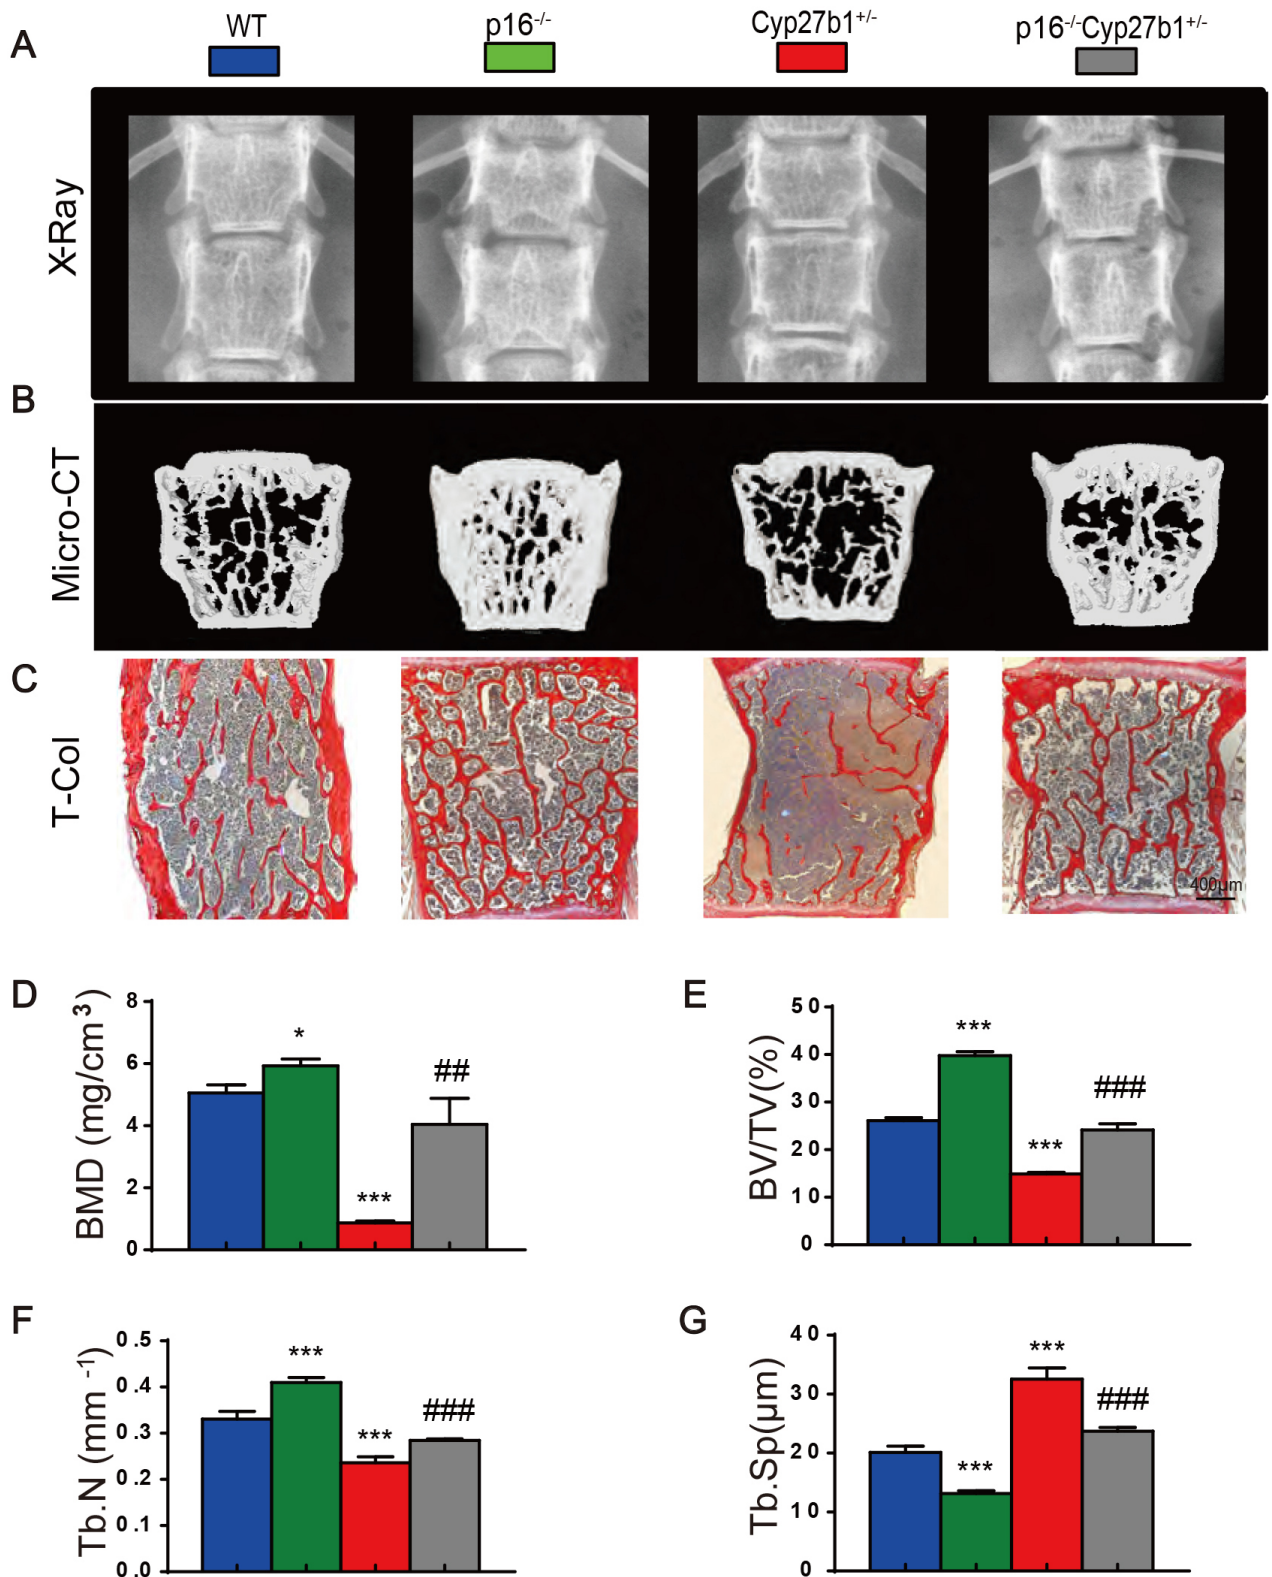 A
WT
p16-/-
Cyp27b1+/-
p16-/-Cyp27b1+/-
X-Ray
B
Micro-CT
C
T-Col
400μm
D
BMD (mg/cm3)
8
6
4
2
0
*
***
##
E
BV/TV(%)
50
40
30
20
10
0
***
***
###
F
Tb.N (mm -1)
0.5
0.4
0.3
0.2
0.1
0.0
***
***
###
G
Tb.Sp(μm)
40
30
20
10
0
***
***
###